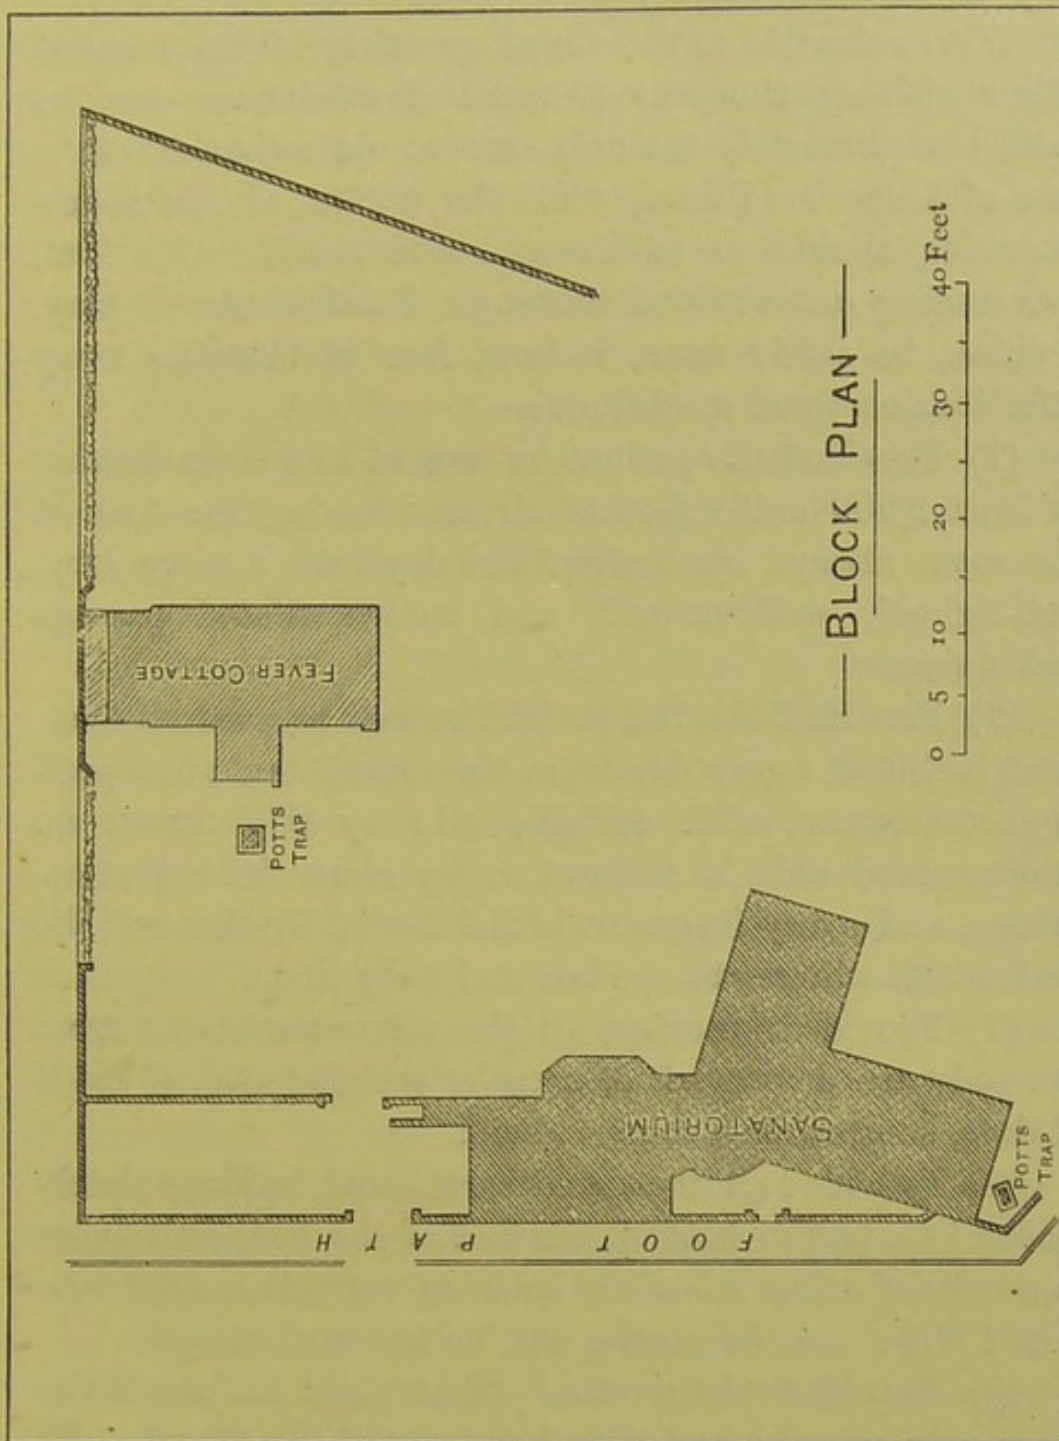 FEVER COTTAGE
POTTS
TRAP
BLOCK PLAN
0 5 10 20 30 40 Feet
SANATORIUM
POTTS
TRAP
FOOT PATH